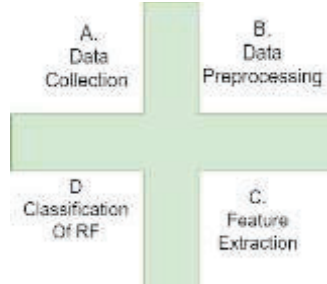 A.
Data
Collection
B.
Data
Preprocessing
D
Classification
Of RF
C.
Feature
Extraction